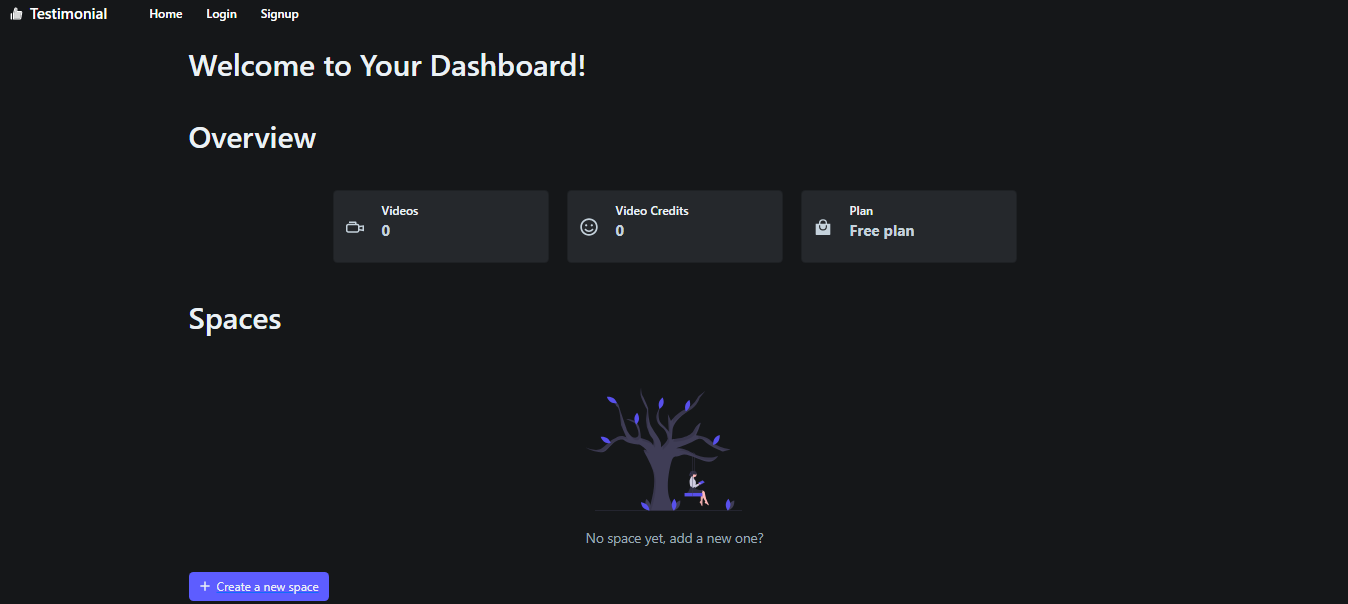 Testimonial Home Login Signup
Welcome to Your Dashboard!
Overview
Videos
0
Video Credits
0
Plan
Free plan
Spaces
No space yet, add a new one?
+ Create a new space